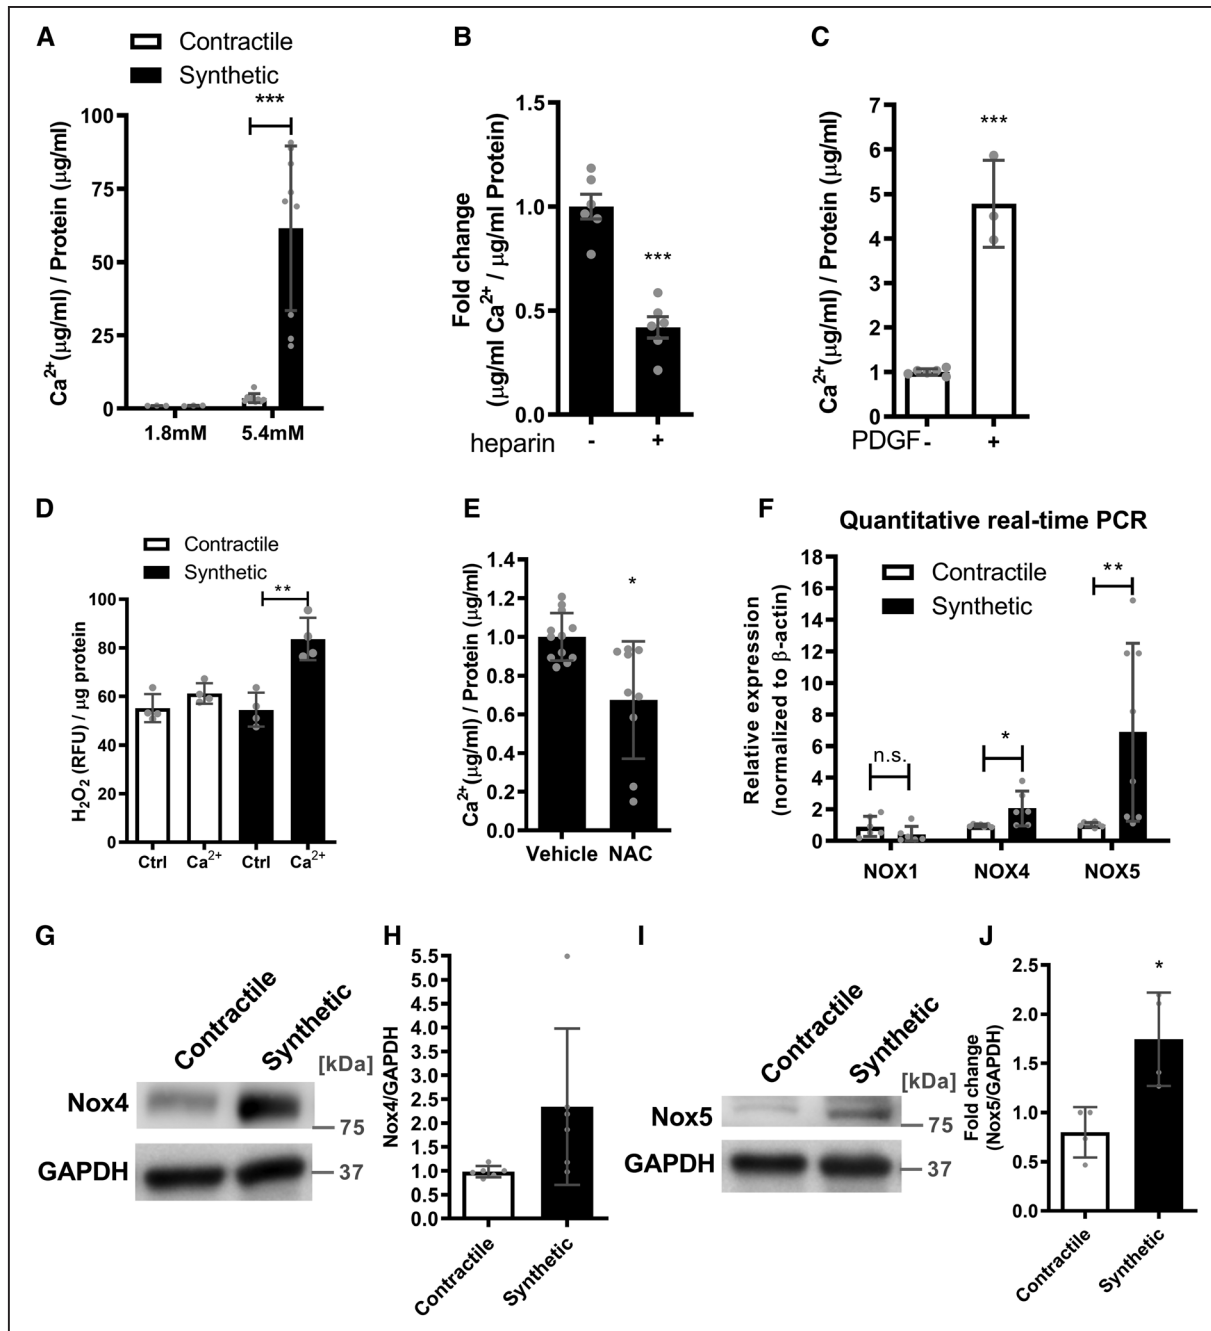 A
Contractile
Synthetic
***
Ca2+(µg/ml) / Protein (µg/ml)
100
75
50
25
0
1.8mM
5.4mM
B
Fold change
(µg/ml Ca2+ / µg/ml Protein)
1.5
1.0
0.5
0.0
***
heparin - +
C
Ca2+(µg/ml) / Protein (µg/ml)
7
6
5
4
3
2
1
0
***
PDGF - +
D
Contractile
Synthetic
**
H2O2 (RFU) / µg protein
100
80
60
40
20
0
Ctrl Ca2+ Ctrl Ca2+
E
Ca2+(µg/ml) / Protein (µg/ml)
1.4
1.2
1.0
0.8
0.6
0.4
0.2
0.0
*
Vehicle NAC
F
Quantitative real-time PCR
Contractile
Synthetic
Relative expression
(normalized to β-actin)
18
16
14
12
10
8
6
4
2
0
n.s.
*
**
NOX1 NOX4 NOX5
G
Contractile
Synthetic
[kDa]
Nox4
75
GAPDH
37
H
Nox4/GAPDH
5.5
5.0
4.5
4.0
3.5
3.0
2.5
2.0
1.5
1.0
0.5
0.0
Contractile
Synthetic
I
Contractile
Synthetic
[kDa]
Nox5
75
GAPDH
37
J
Fold change
(Nox5/GAPDH)
2.5
2.0
1.5
1.0
0.5
0.0
*
Contractile
Synthetic